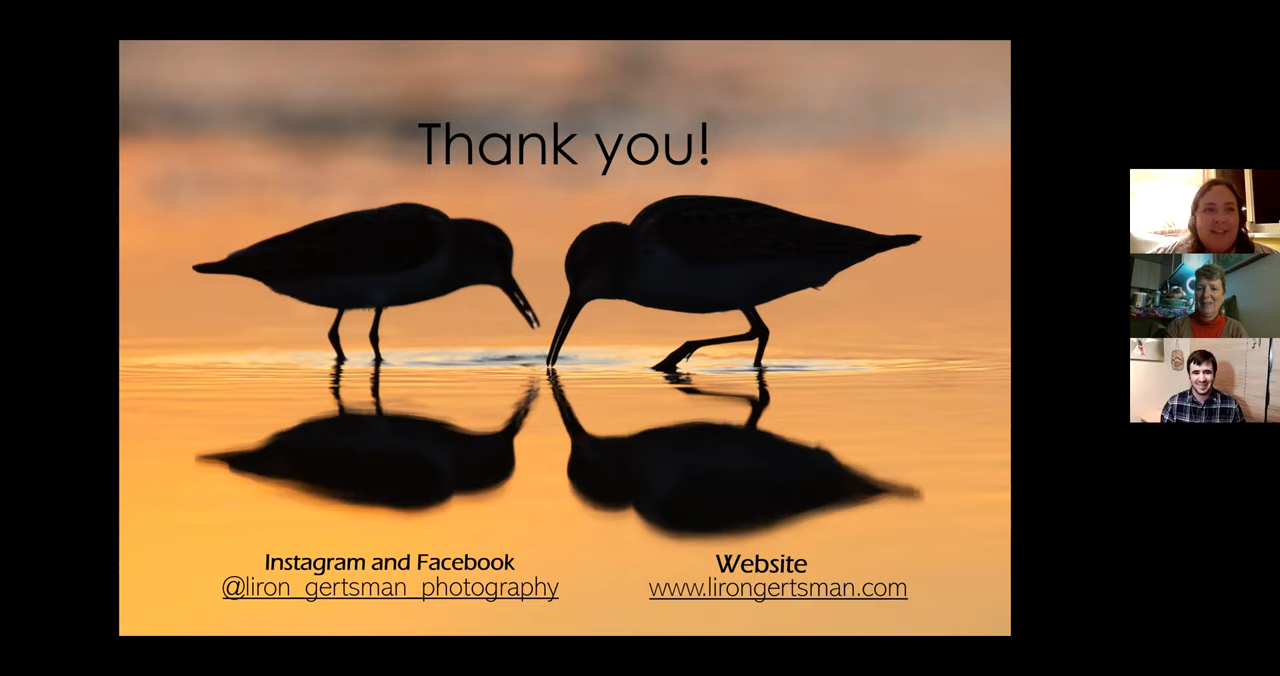 Thank you!
Instagram and Facebook
@liron_gertsman_photography
Website
www.lirongertsman.com